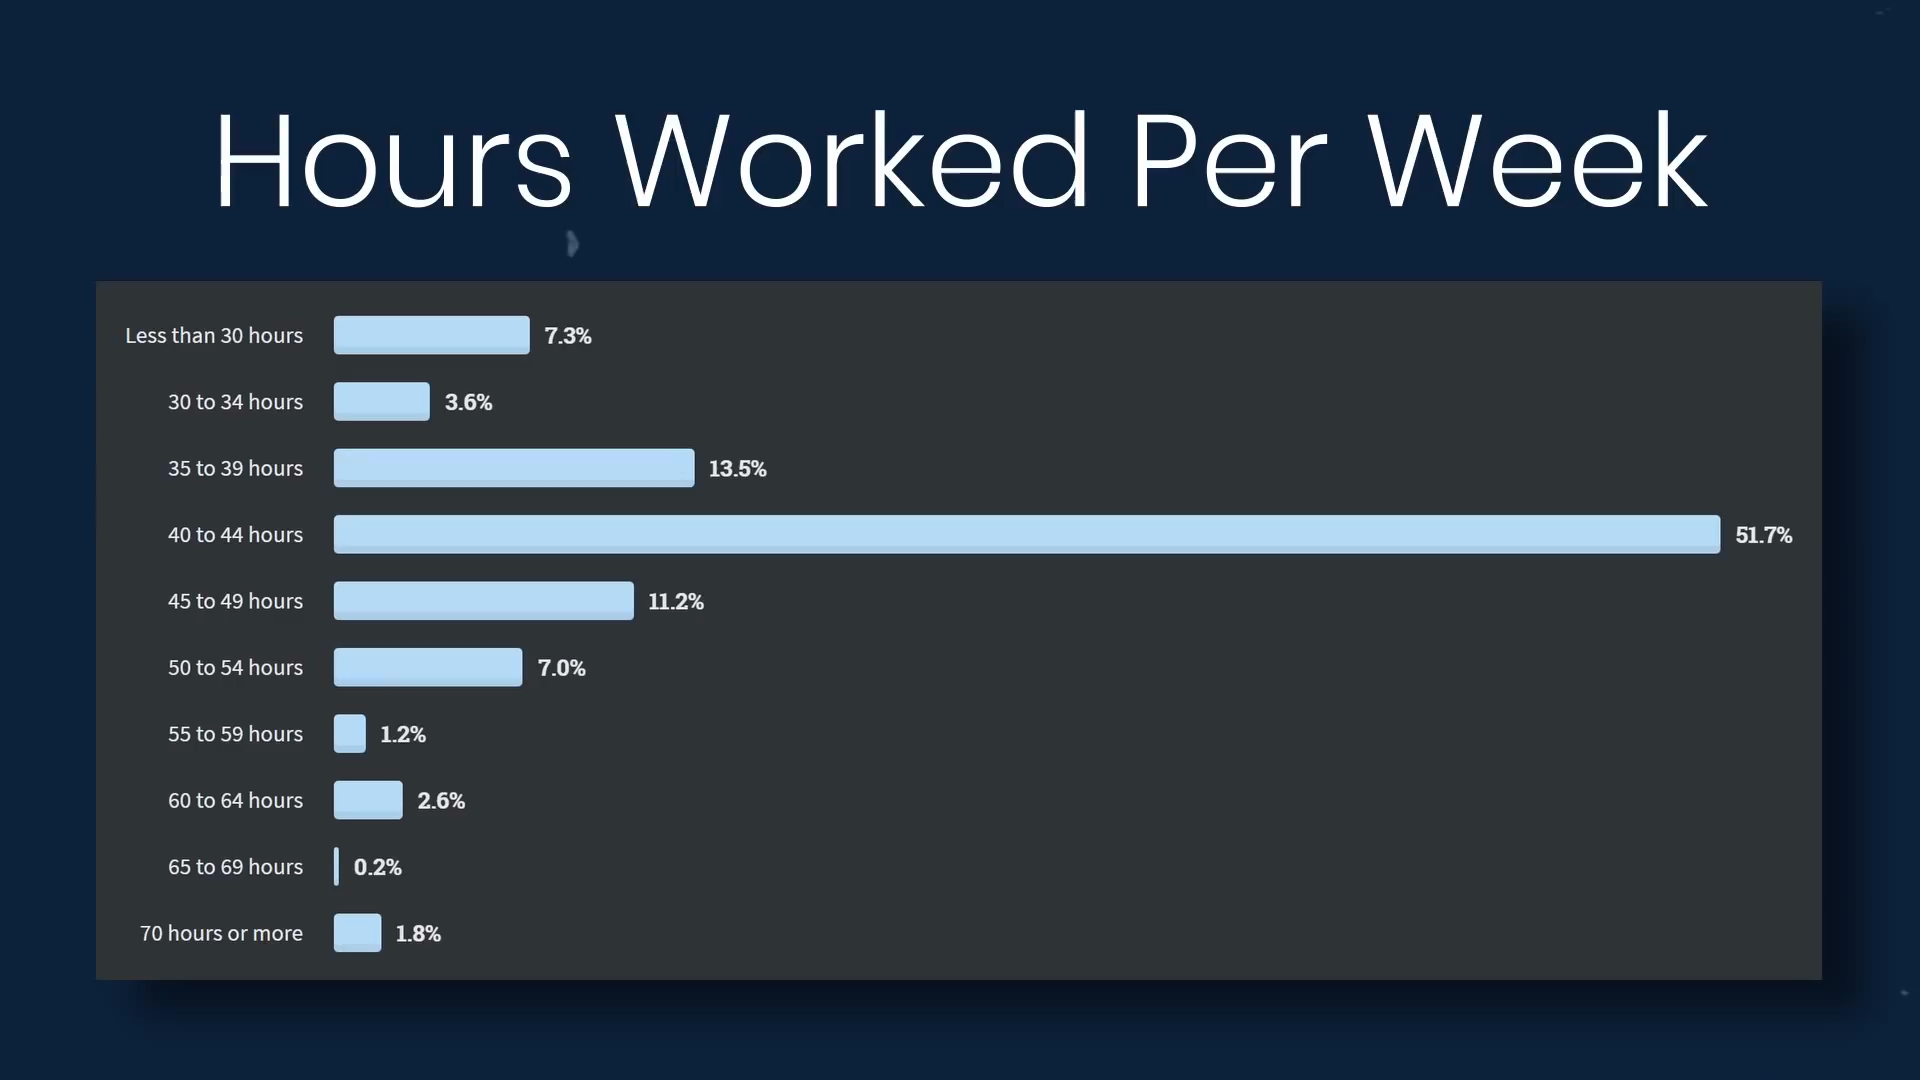 Hours Worked Per Week
Less than 30 hours 7.3%
30 to 34 hours 3.6%
35 to 39 hours 13.5%
40 to 44 hours 51.7%
45 to 49 hours 11.2%
50 to 54 hours 7.0%
55 to 59 hours 1.2%
60 to 64 hours 2.6%
65 to 69 hours 0.2%
70 hours or more 1.8%